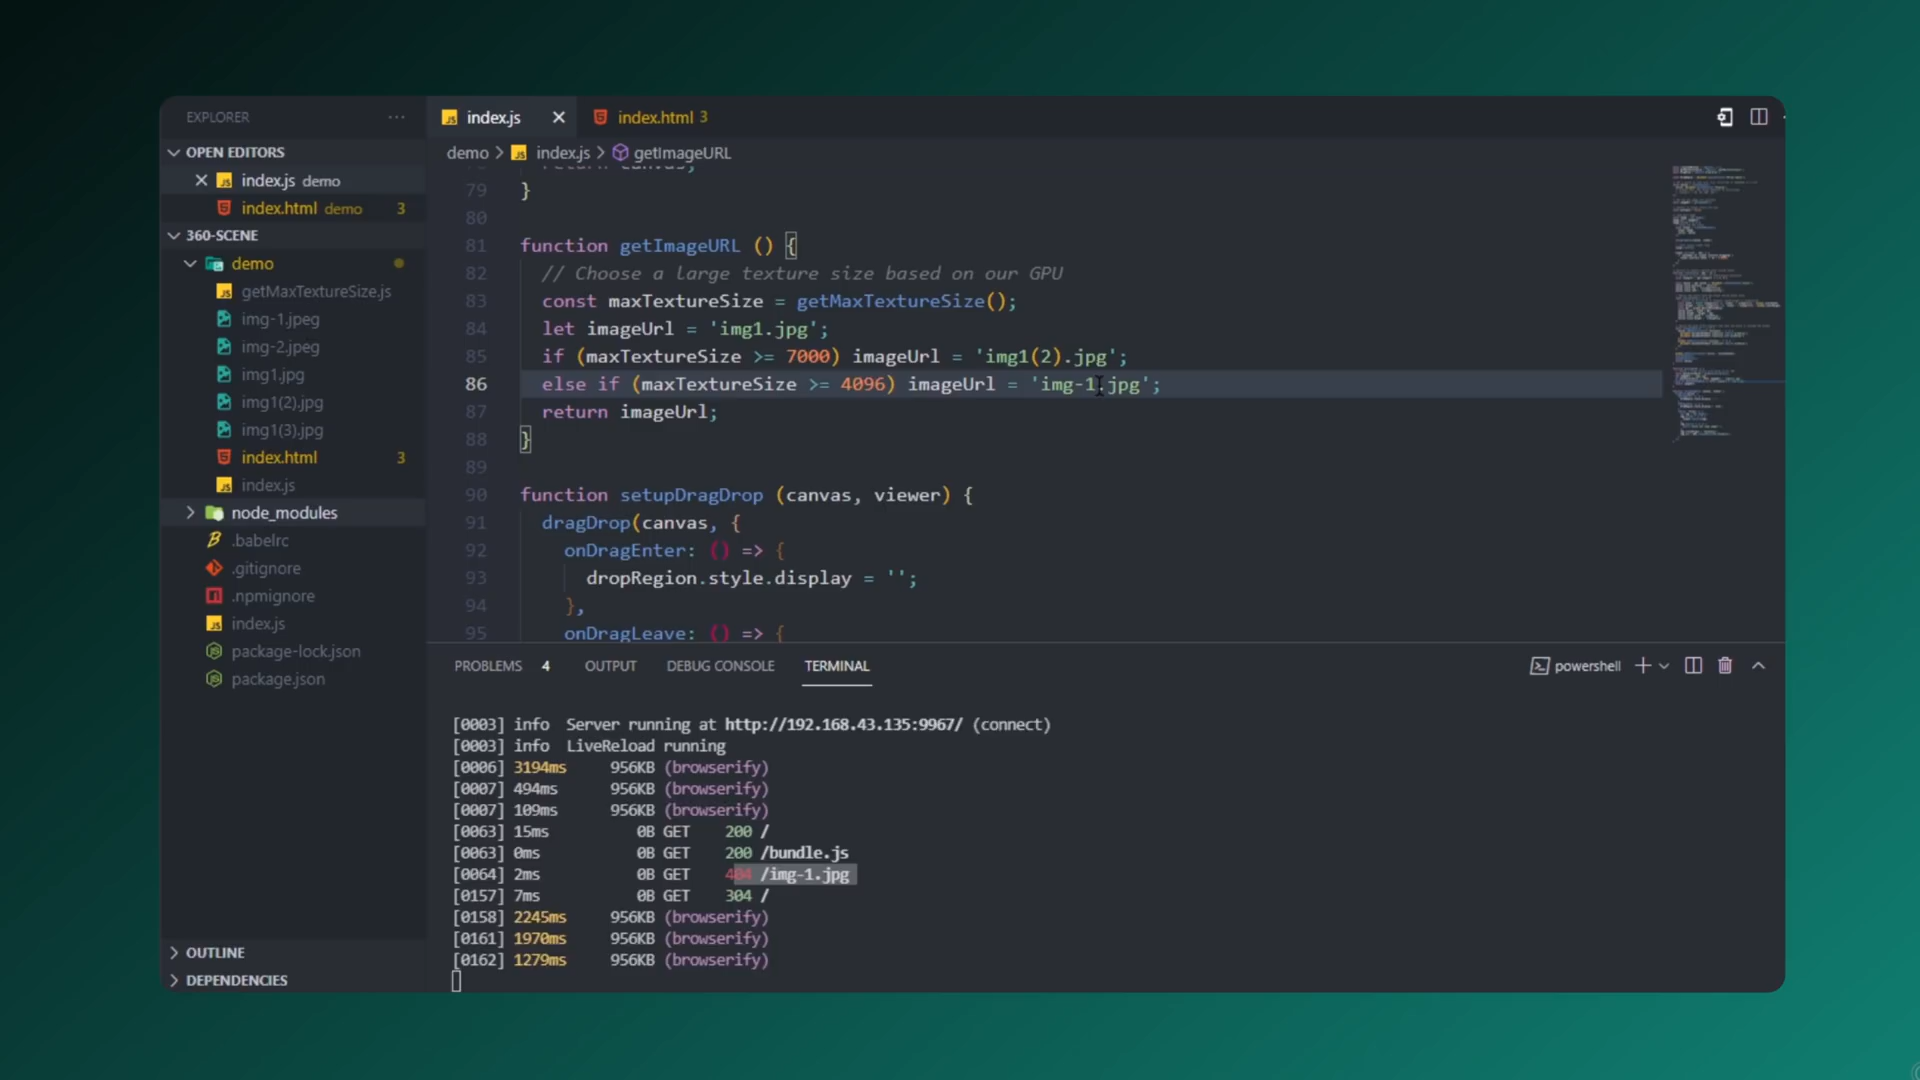 EXPLORER ···
OPEN EDITORS
index.js demo
index.html demo 3
360-SCENE
demo
getMaxTextureSize.js
img-1.jpeg
img-2.jpeg
img1.jpg
img1(2).jpg
img1(3).jpg
index.html 3
index.js
node_modules
.babelrc
.gitignore
.npmignore
index.js
package-lock.json
package.json
OUTLINE
DEPENDENCIES
index.js
index.html 3
demo > index.js > getImageURL
79 }
80
81 function getImageURL () {
82 // Choose a large texture size based on our GPU
83 const maxTextureSize = getMaxTextureSize();
84 let imageUrl = 'img1.jpg';
85 if (maxTextureSize >= 7000) imageUrl = 'img1(2).jpg';
86 else if (maxTextureSize >= 4096) imageUrl = 'img-1.jpg';
87 return imageUrl;
88 }
89
90 function setupDragDrop (canvas, viewer) {
91 dragDrop(canvas, {
92 onDragEnter: () => {
93 dropRegion.style.display = '';
94 },
95 onDragLeave: () => {
PROBLEMS 4 OUTPUT DEBUG CONSOLE TERMINAL
powershell
[0003] info Server running at http://192.168.43.135:9967/ (connect)
[0003] info LiveReload running
[0006] 3194ms 956KB (browserify)
[0007] 494ms 956KB (browserify)
[0007] 109ms 956KB (browserify)
[0063] 15ms 0B GET 200 /
[0063] 0ms 0B GET 200 /bundle.js
[0064] 2ms 0B GET 404 /img-1.jpg
[0157] 7ms 0B GET 304 /
[0158] 2245ms 956KB (browserify)
[0161] 1970ms 956KB (browserify)
[0162] 1279ms 956KB (browserify)